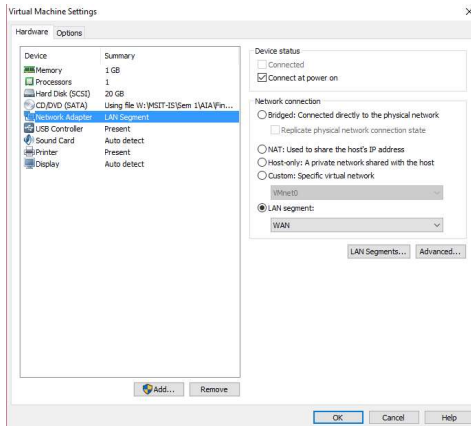 Virtual Machine Settings
Hardware Options
Device Summary
Memory 1 GB
Processors 1
Hard Disk (SCSI) 20 GB
CD/DVD (SATA) Using file W:\MSIT-IS\Sem 1\AIA\Fin...
Network Adapter LAN Segment
USB Controller Present
Sound Card Auto detect
Printer Present
Display Auto detect
Add... Remove
Device status
Connected
Connect at power on
Network connection
Bridged: Connected directly to the physical network
Replicate physical network connection state
NAT: Used to share the host's IP address
Host-only: A private network shared with the host
Custom: Specific virtual network
VMnet0
LAN segment:
WAN
LAN Segments... Advanced...
OK Cancel Help